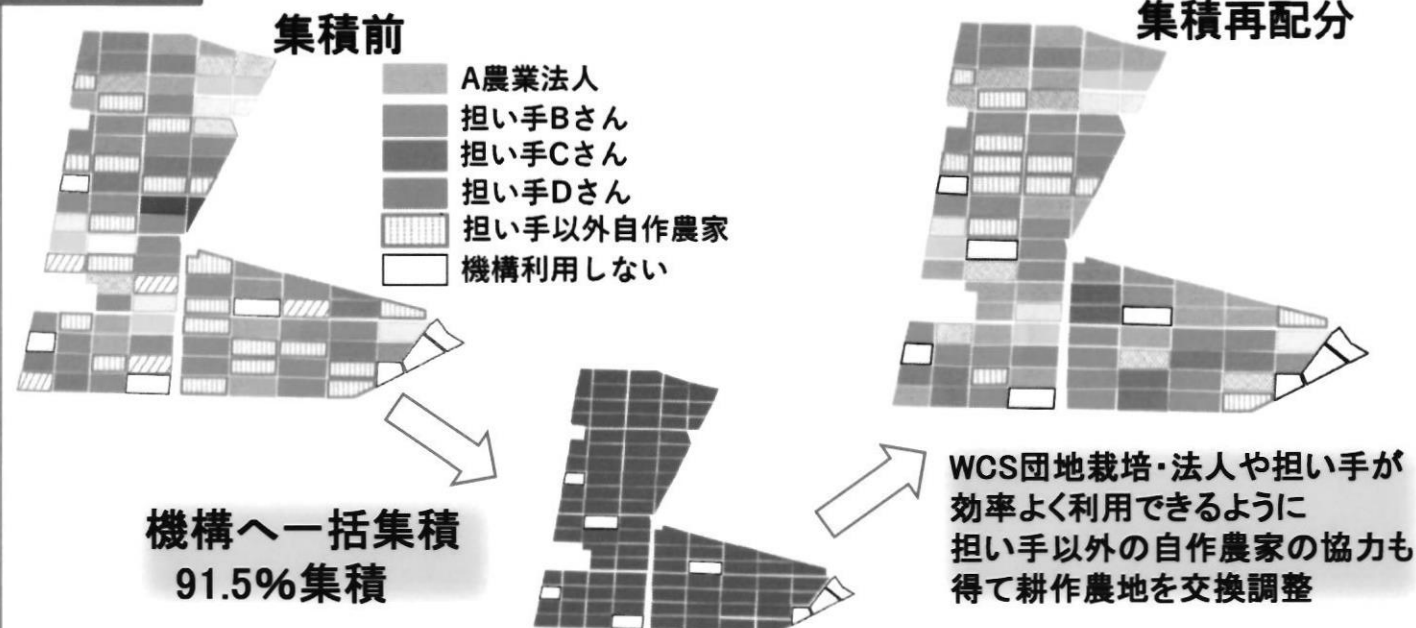 集積前
A農業法人
担い手Bさん
担い手Cさん
担い手Dさん
担い手以外自作農家
機構利用しない
機構へ一括集積
91.5%集積
集積再配分
WCS団地栽培・法人や担い手が
効率よく利用できるように
担い手以外の自作農家の協力も
得て耕作農地を交換調整